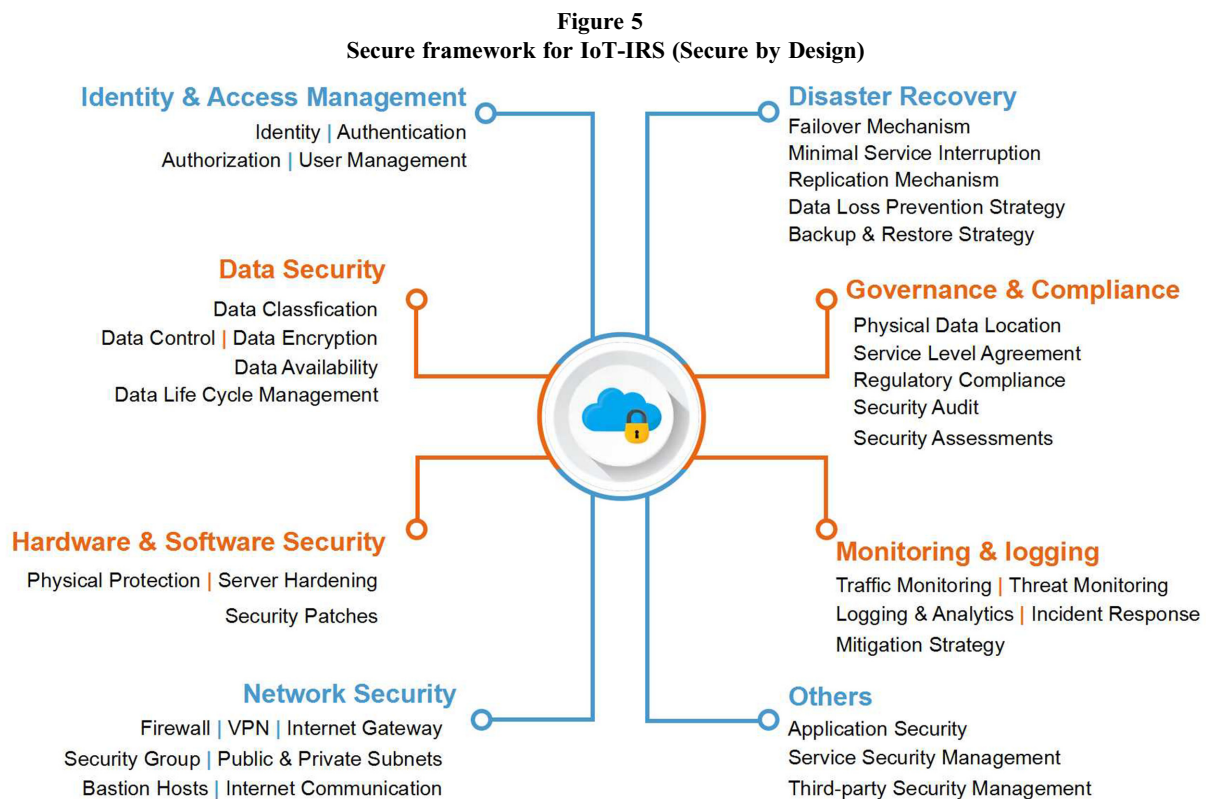 Figure 5
Secure framework for IoT-IRS (Secure by Design)
Identity & Access Management
Identity | Authentication
Authorization | User Management
Data Security
Data Classfication
Data Control | Data Encryption
Data Availability
Data Life Cycle Management
Hardware & Software Security
Physical Protection | Server Hardening
Security Patches
Network Security
Firewall | VPN | Internet Gateway
Security Group | Public & Private Subnets
Bastion Hosts | Internet Communication
Disaster Recovery
Failover Mechanism
Minimal Service Interruption
Replication Mechanism
Data Loss Prevention Strategy
Backup & Restore Strategy
Governance & Compliance
Physical Data Location
Service Level Agreement
Regulatory Compliance
Security Audit
Security Assessments
Monitoring & logging
Traffic Monitoring | Threat Monitoring
Logging & Analytics | Incident Response
Mitigation Strategy
Others
Application Security
Service Security Management
Third-party Security Management